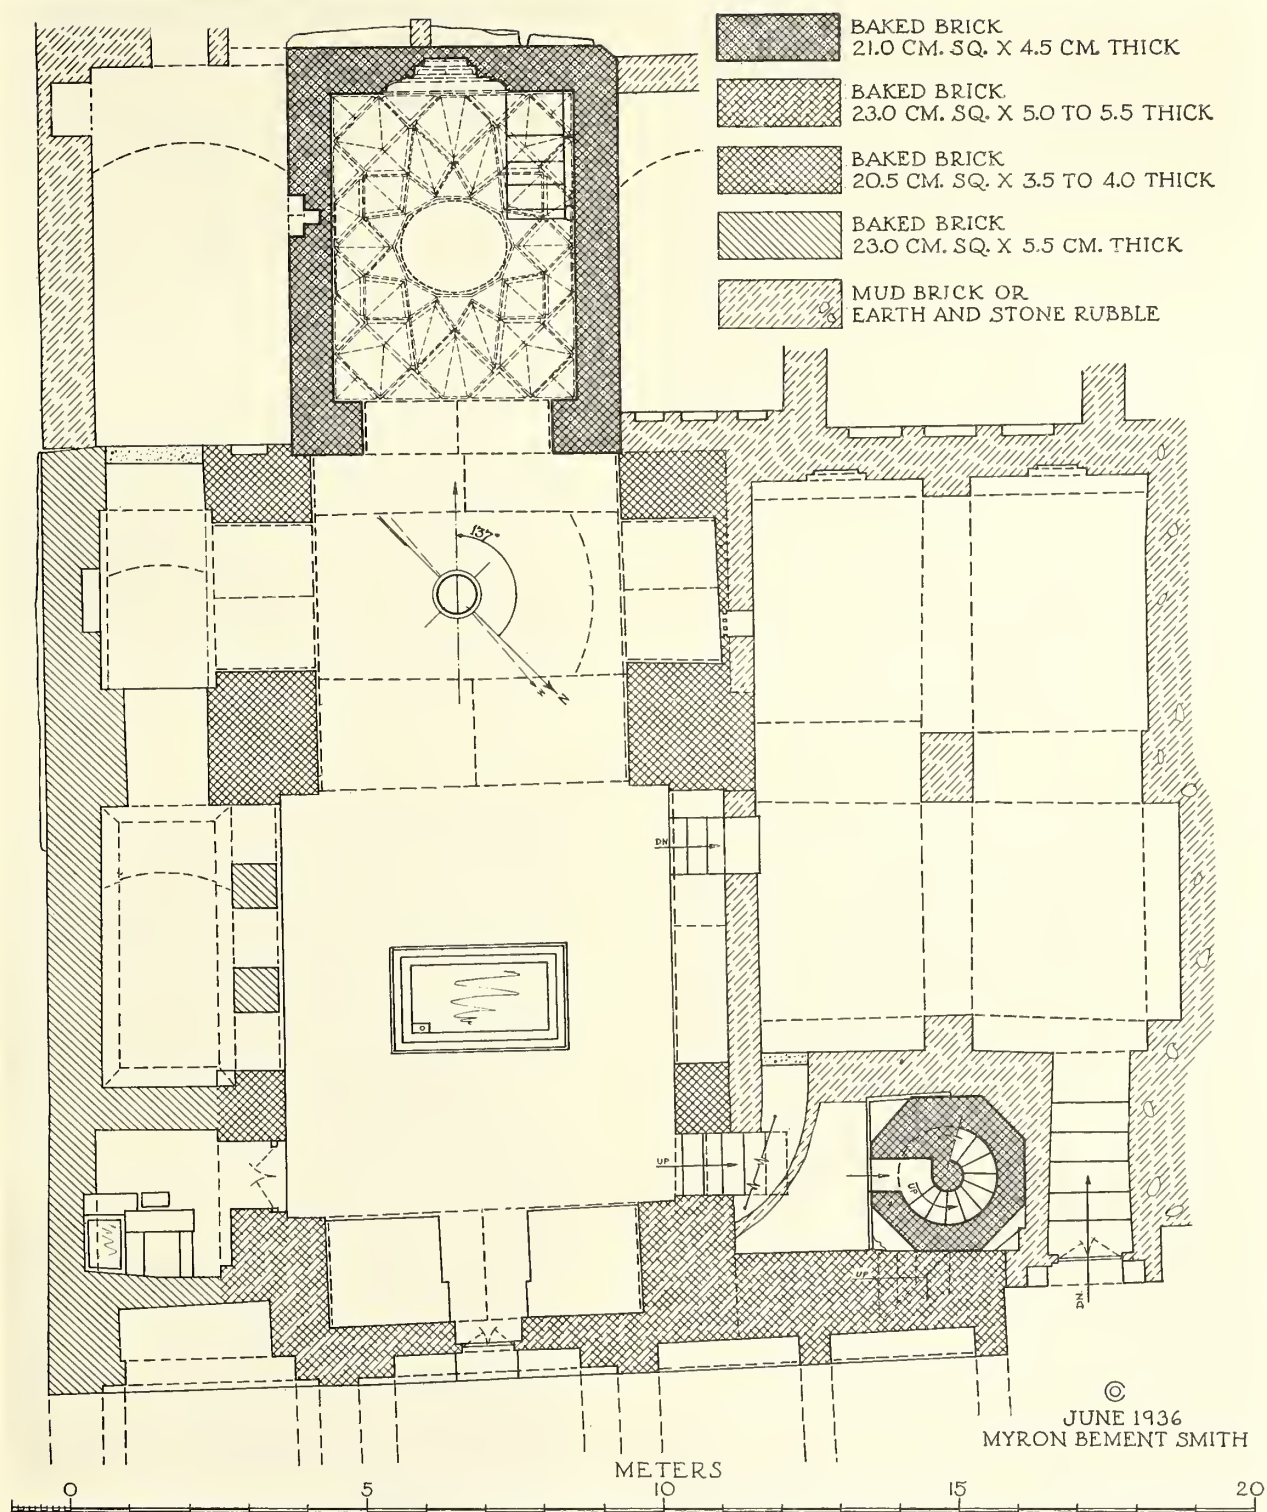 BAKED BRICK
21.0 CM. SQ. X 4.5 CM. THICK
BAKED BRICK
23.0 CM. SQ. X 5.0 TO 5.5 THICK
BAKED BRICK
20.5 CM. SQ. X 3.5 TO 4.0 THICK
BAKED BRICK
23.0 CM. SQ. X 5.5 CM. THICK
MUD BRICK OR
EARTH AND STONE RUBBLE
137°
N
DN
UP
UP
UP
©
JUNE 1936
MYRON BEMENT SMITH
METERS
0 5 10 15 20